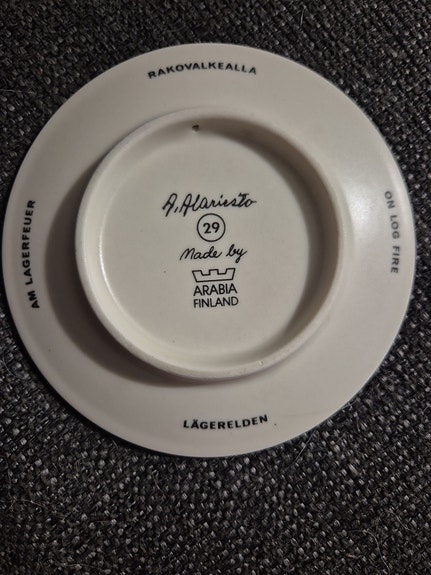 RAKOVALKEALLA
ON LOG FIRE
LÄGERELDEN
AM LAGERFEUER
A. Alariesto
29
Made by
ARABIA
FINLAND